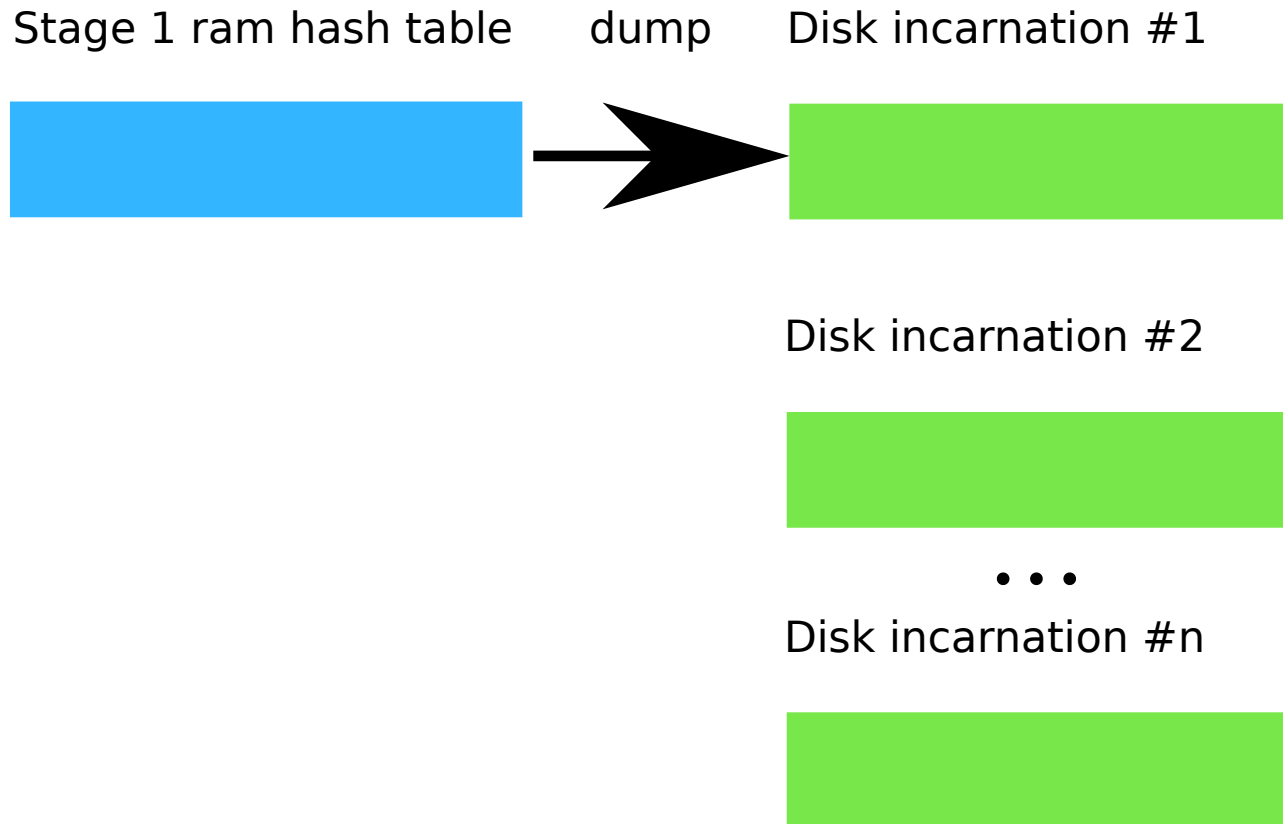 Stage 1 ram hash table dump Disk incarnation #1
Disk incarnation #2
...
Disk incarnation #n